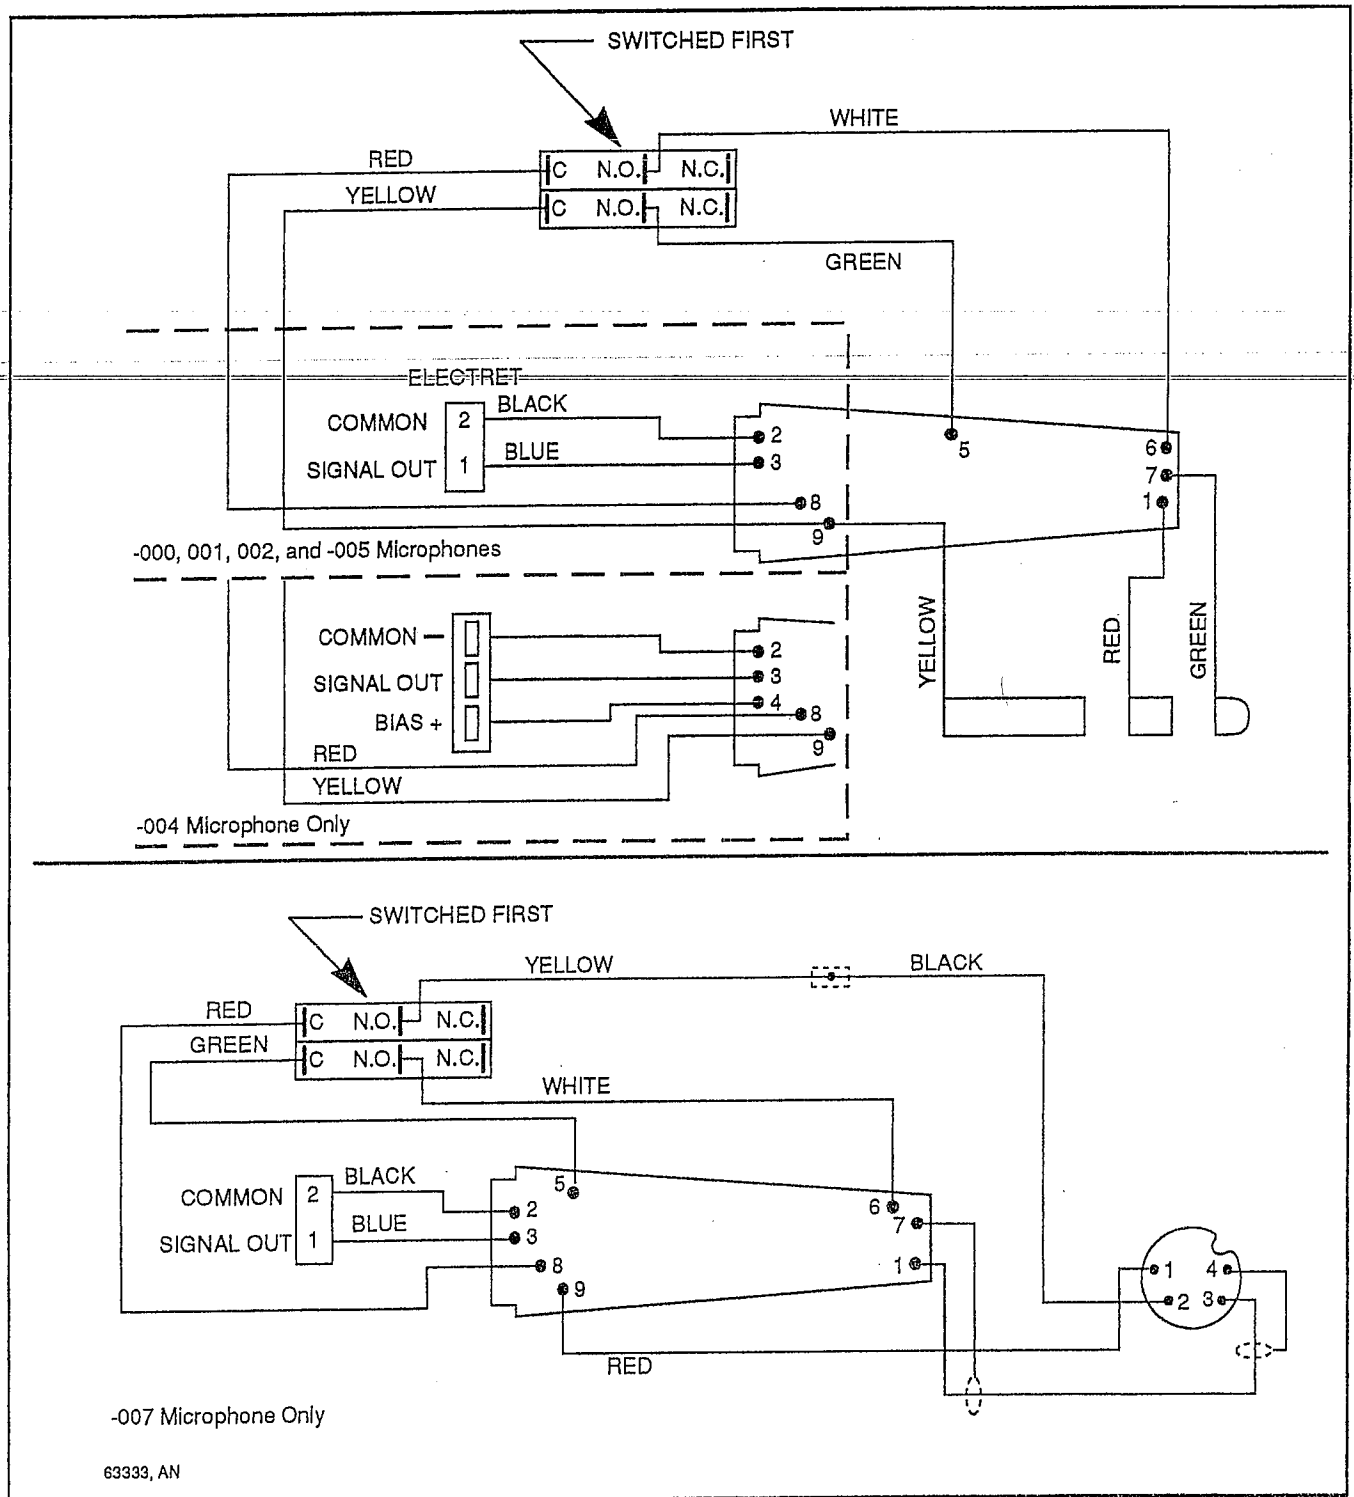 SWITCHED FIRST
WHITE
RED
C N.O. N.C.
YELLOW
C N.O. N.C.
GREEN
ELECTRET
BLACK
COMMON 2
BLUE
SIGNAL OUT 1
2
3
5
6
7
1
8
9
-000, 001, 002, and -005 Microphones
YELLOW
RED
GREEN
COMMON –
SIGNAL OUT
BIAS +
2
3
4
8
9
RED
YELLOW
-004 Microphone Only
SWITCHED FIRST
YELLOW
BLACK
RED
C N.O. N.C.
GREEN
C N.O. N.C.
WHITE
BLACK
COMMON 2
BLUE
SIGNAL OUT 1
5
2
3
8
9
6
7
1
1 4
2 3
RED
-007 Microphone Only
63333, AN